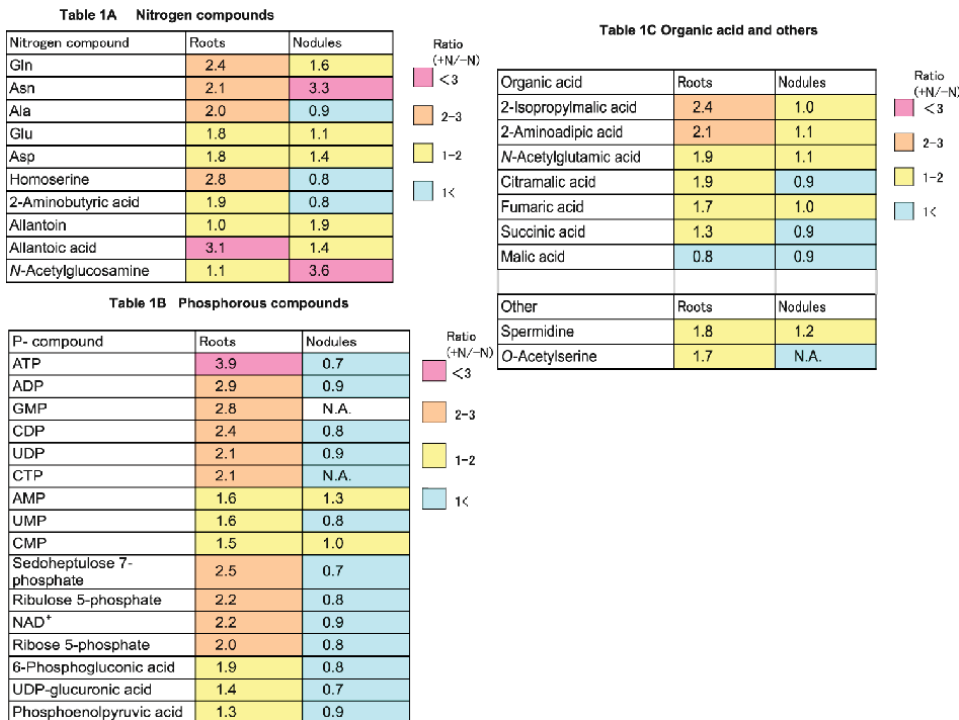 Table 1A Nitrogen compounds
Nitrogen compound Roots Nodules
Gln 2.4 1.6
Asn 2.1 3.3
Ala 2.0 0.9
Glu 1.8 1.1
Asp 1.8 1.4
Homoserine 2.8 0.8
2-Aminobutyric acid 1.9 0.8
Allantoin 1.0 1.9
Allantoic acid 3.1 1.4
N-Acetylglucosamine 1.1 3.6
Ratio
(+N/-N)
<3
2-3
1-2
1<
Table 1B Phosphorous compounds
P- compound Roots Nodules
ATP 3.9 0.7
ADP 2.9 0.9
GMP 2.8 N.A.
CDP 2.4 0.8
UDP 2.1 0.9
CTP 2.1 N.A.
AMP 1.6 1.3
UMP 1.6 0.8
CMP 1.5 1.0
Sedoheptulose 7-
phosphate 2.5 0.7
Ribulose 5-phosphate 2.2 0.8
NAD⁺ 2.2 0.9
Ribose 5-phosphate 2.0 0.8
6-Phosphogluconic acid 1.9 0.8
UDP-glucuronic acid 1.4 0.7
Phosphoenolpyruvic acid 1.3 0.9
Ratio
(+N/-N)
<3
2-3
1-2
1<
Table 1C Organic acid and others
Organic acid Roots Nodules
2-Isopropylmalic acid 2.4 1.0
2-Aminoadipic acid 2.1 1.1
N-Acetylglutamic acid 1.9 1.1
Citramalic acid 1.9 0.9
Fumaric acid 1.7 1.0
Succinic acid 1.3 0.9
Malic acid 0.8 0.9
Other Roots Nodules
Spermidine 1.8 1.2
O-Acetylserine 1.7 N.A.
Ratio
(+N/-N)
<3
2-3
1-2
1<